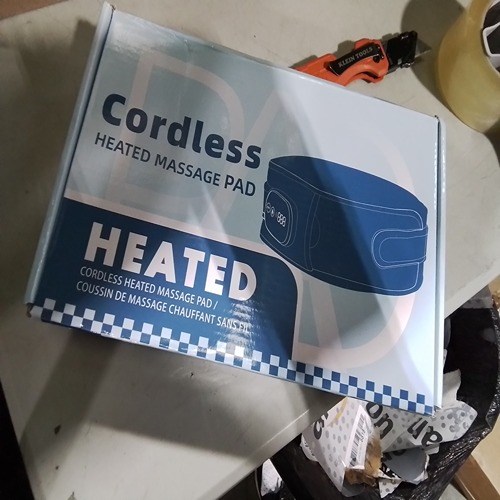 KLEIN TOOLS
Cordless
HEATED MASSAGE PAD
HEATED
CORDLESS HEATED MASSAGE PAD /
COUSSIN DE MASSAGE CHAUFFANT SANS FIL